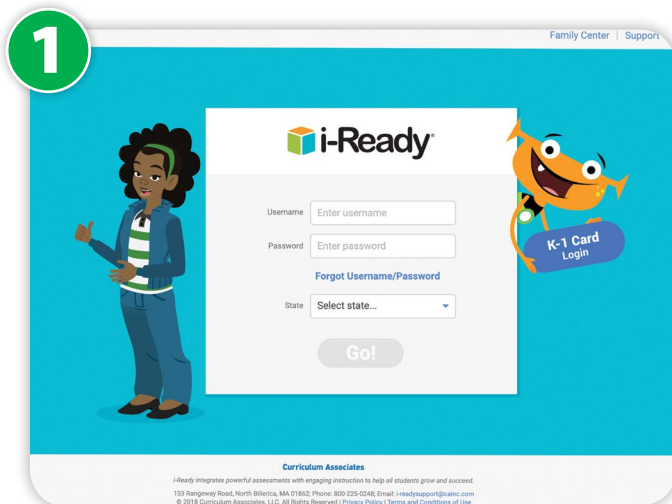 1
Family Center | Support
i-Ready
Username Enter username
Password Enter password
Forgot Username/Password
State Select state...
Go!
K-1 Card
Login
Curriculum Associates
i-Ready integrates powerful assessments with engaging instruction to help all students grow and succeed.
153 Rangeway Road, North Billerica, MA 01862; Phone: 800-225-0248; Email: i-readysupport@cainc.com
© 2018 Curriculum Associates, LLC. All Rights Reserved | Privacy Policy | Terms and Conditions of Use